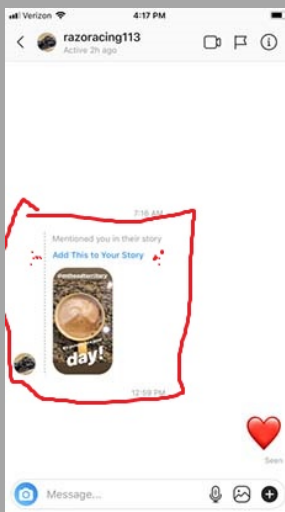 Verizon 4:17 PM
razoracing113
Active 2h ago
7:16 AM
Mentioned you in their story
Add This to Your Story
day!
12:59 PM
Seen
Message...